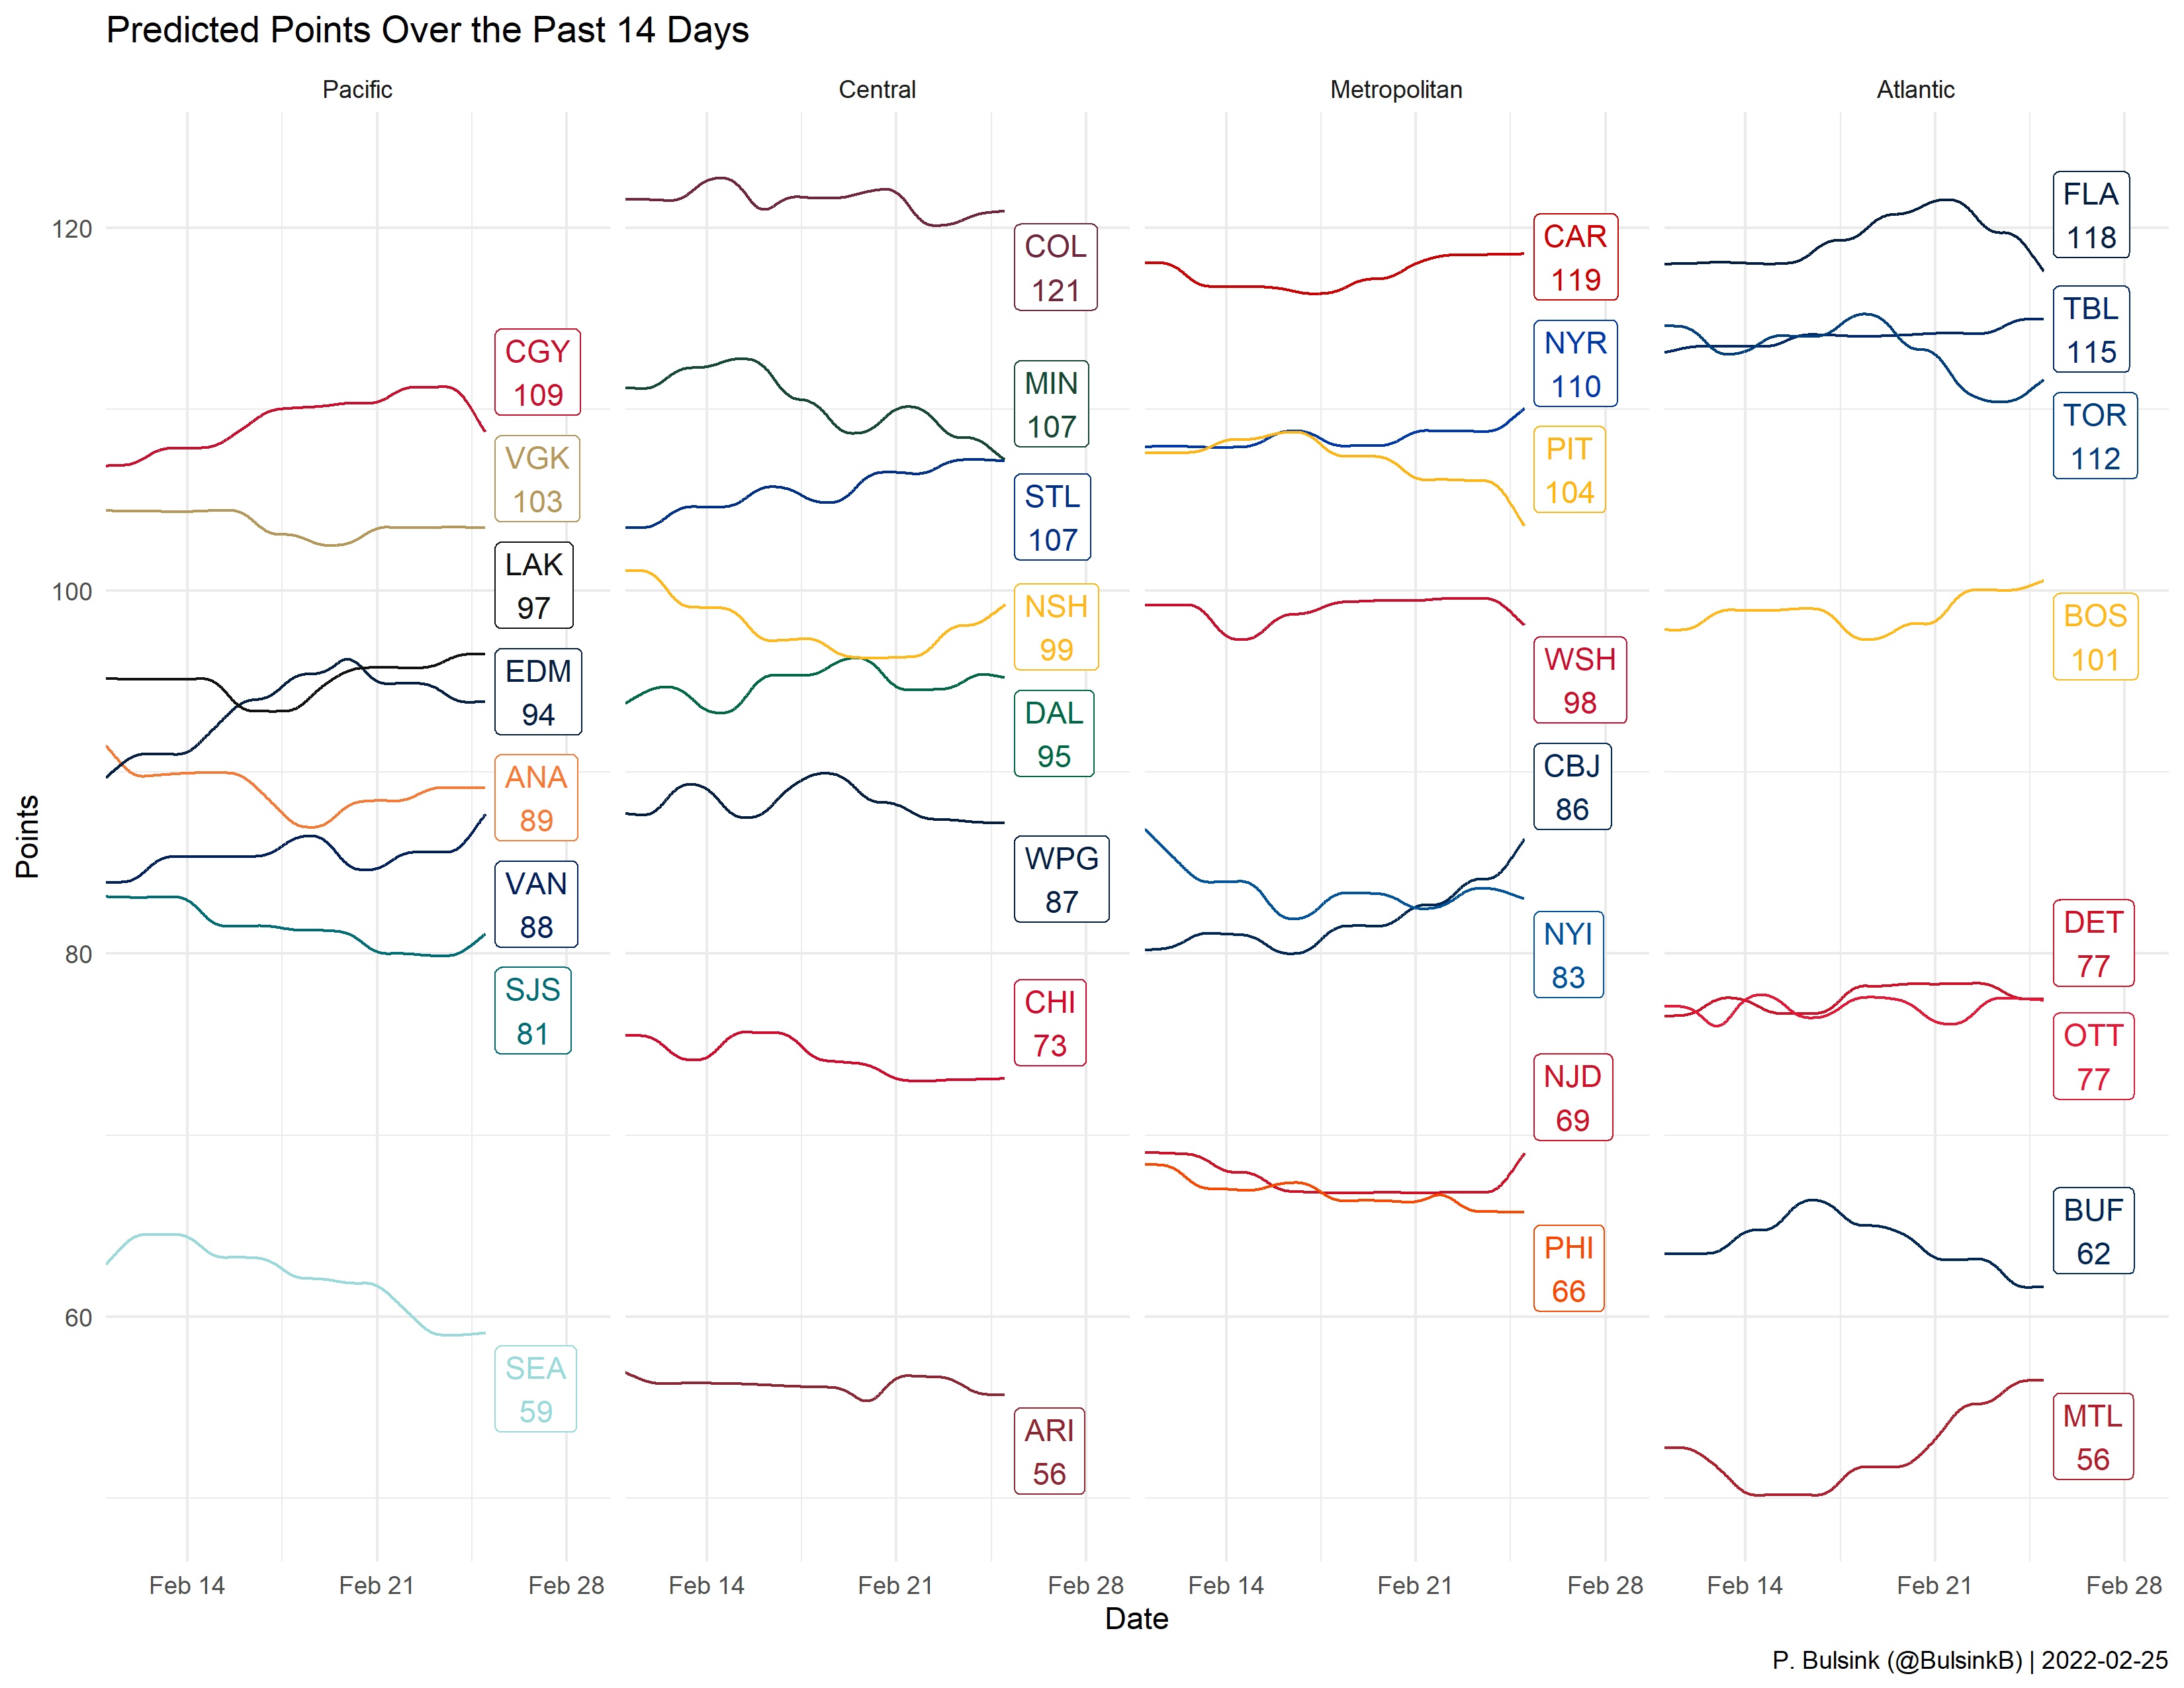 Predicted Points Over the Past 14 Days
Pacific
Central
Metropolitan
Atlantic
Points
120
100
80
60
CGY
109
VGK
103
LAK
97
EDM
94
ANA
89
VAN
88
SJS
81
SEA
59
COL
121
MIN
107
STL
107
NSH
99
DAL
95
WPG
87
CHI
73
ARI
56
CAR
119
NYR
110
PIT
104
WSH
98
CBJ
86
NYI
83
NJD
69
PHI
66
FLA
118
TBL
115
TOR
112
BOS
101
DET
77
OTT
77
BUF
62
MTL
56
Feb 14 Feb 21 Feb 28
Feb 14 Feb 21 Feb 28
Feb 14 Feb 21 Feb 28
Feb 14 Feb 21 Feb 28
Date
P. Bulsink (@BulsinkB) | 2022-02-25